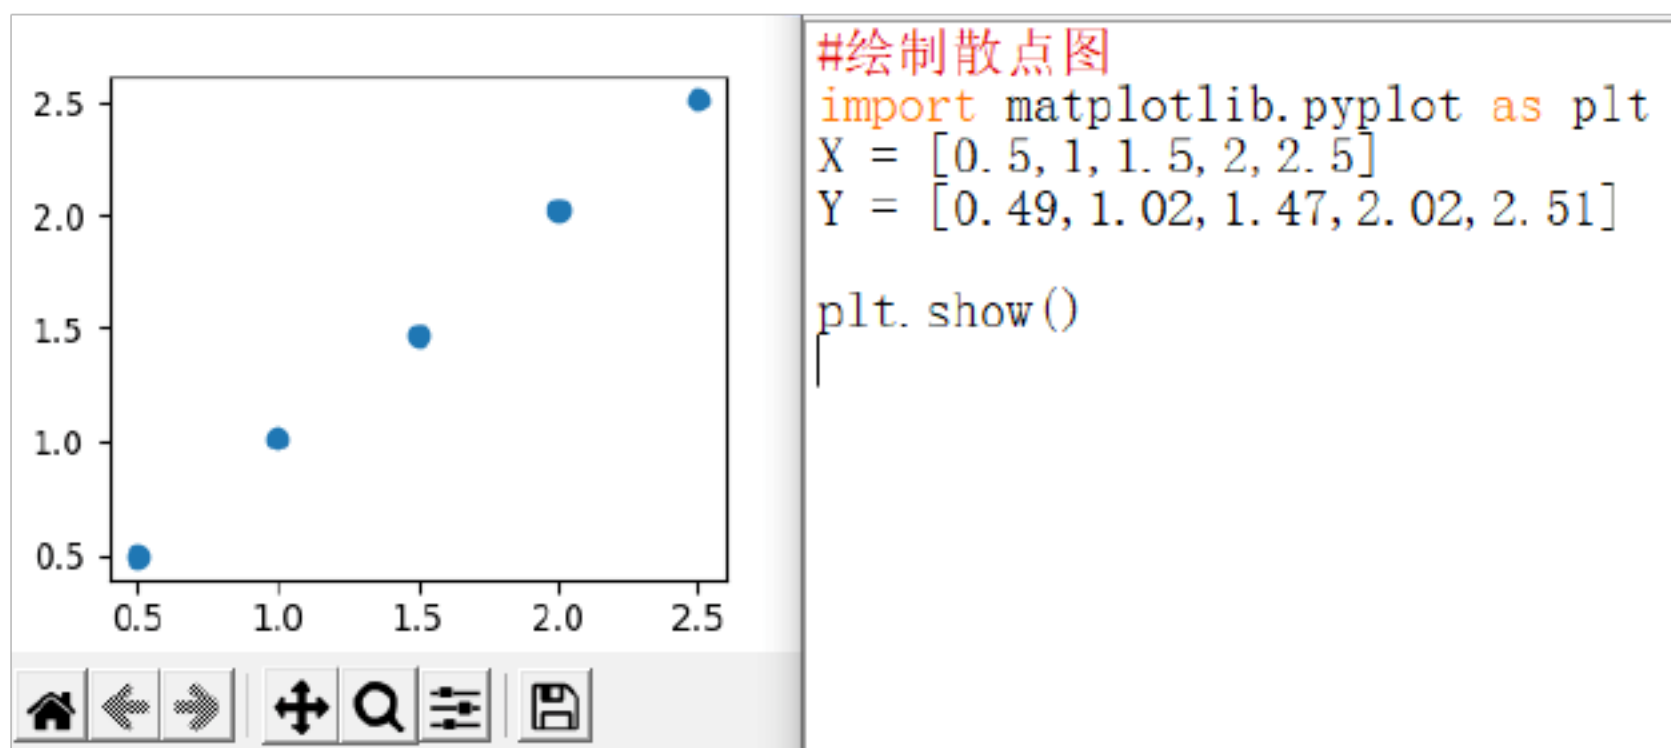 2.5
2.0
1.5
1.0
0.5
0.5 1.0 1.5 2.0 2.5
#绘制散点图
import matplotlib.pyplot as plt
X = [0.5,1,1.5,2,2.5]
Y = [0.49,1.02,1.47,2.02,2.51]
plt.show()